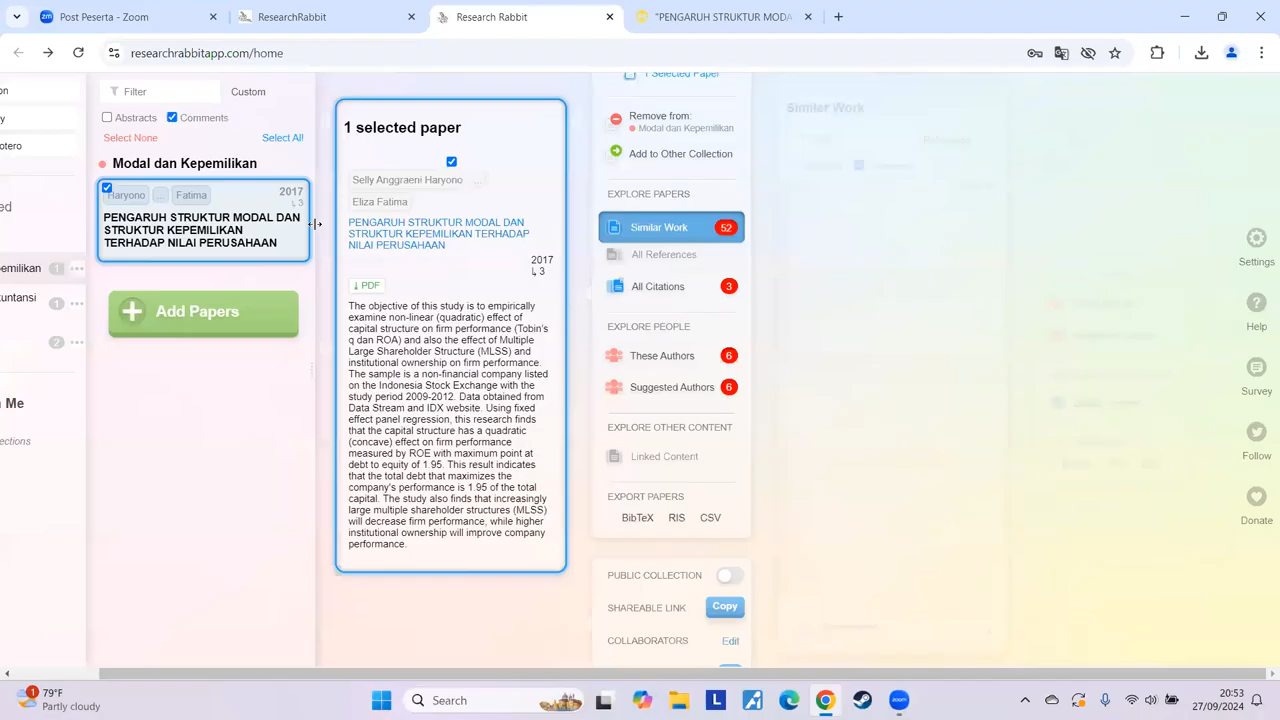 Post Peserta - Zoom
ResearchRabbit
Research Rabbit
"PENGARUH STRUKTUR MODA
researchrabbitapp.com/home
on
Filter
Custom
1 Selected Paper
Similar Work
y
Abstracts
Comments
Remove from:
Modal dan Kepemilikan
otero
Select None
Select All
1 selected paper
Add to Other Collection
Modal dan Kepemilikan
Haryono
...
Fatima
2017
3
Selly Anggraeni Haryono
...
Eliza Fatima
EXPLORE PAPERS
ed
PENGARUH STRUKTUR MODAL DAN
STRUKTUR KEPEMILIKAN
TERHADAP NILAI PERUSAHAAN
PENGARUH STRUKTUR MODAL DAN
STRUKTUR KEPEMILIKAN TERHADAP
NILAI PERUSAHAAN
Similar Work
52
2017
3
All References
Settings
pemilikan
1
PDF
All Citations
3
untansi
1
Add Papers
2
The objective of this study is to empirically
examine non-linear (quadratic) effect of
capital structure on firm performance (Tobin's
q dan ROA) and also the effect of Multiple
Large Shareholder Structure (MLSS) and
institutional ownership on firm performance.
The sample is a non-financial company listed
on the Indonesia Stock Exchange with the
study period 2009-2012. Data obtained from
Data Stream and IDX website. Using fixed
effect panel regression, this research finds
that the capital structure has a quadratic
(concave) effect on firm performance
measured by ROE with maximum point at
debt to equity of 1.95. This result indicates
that the total debt that maximizes the
company's performance is 1.95 of the total
capital. The study also finds that increasingly
large multiple shareholder structures (MLSS)
will decrease firm performance, while higher
institutional ownership will improve company
performance.
EXPLORE PEOPLE
Help
These Authors
6
Suggested Authors
6
Survey
n Me
EXPLORE OTHER CONTENT
ections
Linked Content
Follow
EXPORT PAPERS
BibTeX
RIS
CSV
Donate
PUBLIC COLLECTION
SHAREABLE LINK
Copy
COLLABORATORS
Edit
1
79°F
Partly cloudy
Search
20:53
27/09/2024